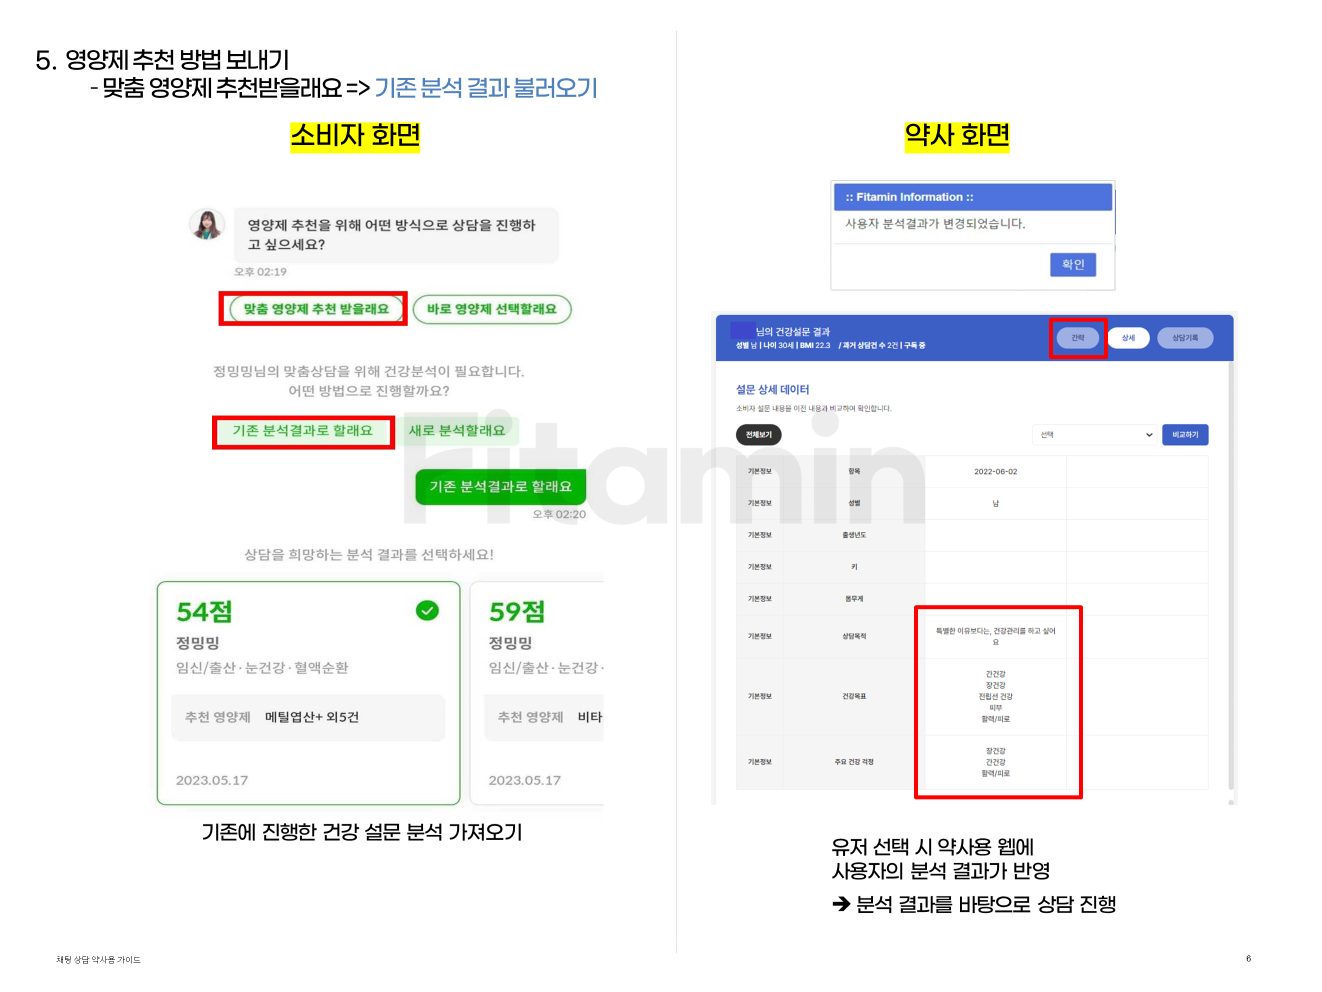 5. 영양제 추천 방법 보내기
- 맞춤 영양제 추천받을래요 => 기존 분석 결과 불러오기
소비자 화면
영양제 추천을 위해 어떤 방식으로 상담을 진행하
고 싶으세요?
오후 02:19
맞춤 영양제 추천 받을래요
바로 영양제 선택할래요
정밍밍님의 맞춤상담을 위해 건강분석이 필요합니다.
어떤 방법으로 진행할까요?
기존 분석결과로 할래요
새로 분석할래요
기존 분석결과로 할래요
오후 02:20
상담을 희망하는 분석 결과를 선택하세요!
54점
정밍밍
임신/출산 · 눈건강 · 혈액순환
추천 영양제 메틸엽산+ 외5건
2023.05.17
59점
정밍밍
임신/출산 · 눈건강 ·
추천 영양제 비타
2023.05.17
기존에 진행한 건강 설문 분석 가져오기
Fitamin
약사 화면
:: Fitamin Information ::
사용자 분석결과가 변경되었습니다.
확인
님의 건강설문 결과
성별 남 | 나이 30세 | BMI 22.3 / 과거 상담건 수 2건 | 구독 중
간략
상세
상담기록
설문 상세 데이터
소비자 설문 내용을 이전 내용과 비교하여 확인합니다.
전체보기
선택
비교하기
기본정보 항목 2022-06-02
기본정보 성별 남
기본정보 출생년도
기본정보 키
기본정보 몸무게
기본정보 상담목적 특별한 이유보다는, 건강관리를 하고 싶어
요
기본정보 건강목표 간건강
장건강
전립선 건강
피부
활력/피로
기본정보 주요 건강 걱정 장건강
간건강
활력/피로
유저 선택 시 약사용 웹에
사용자의 분석 결과가 반영
➔ 분석 결과를 바탕으로 상담 진행
채팅 상담 약사용 가이드
6